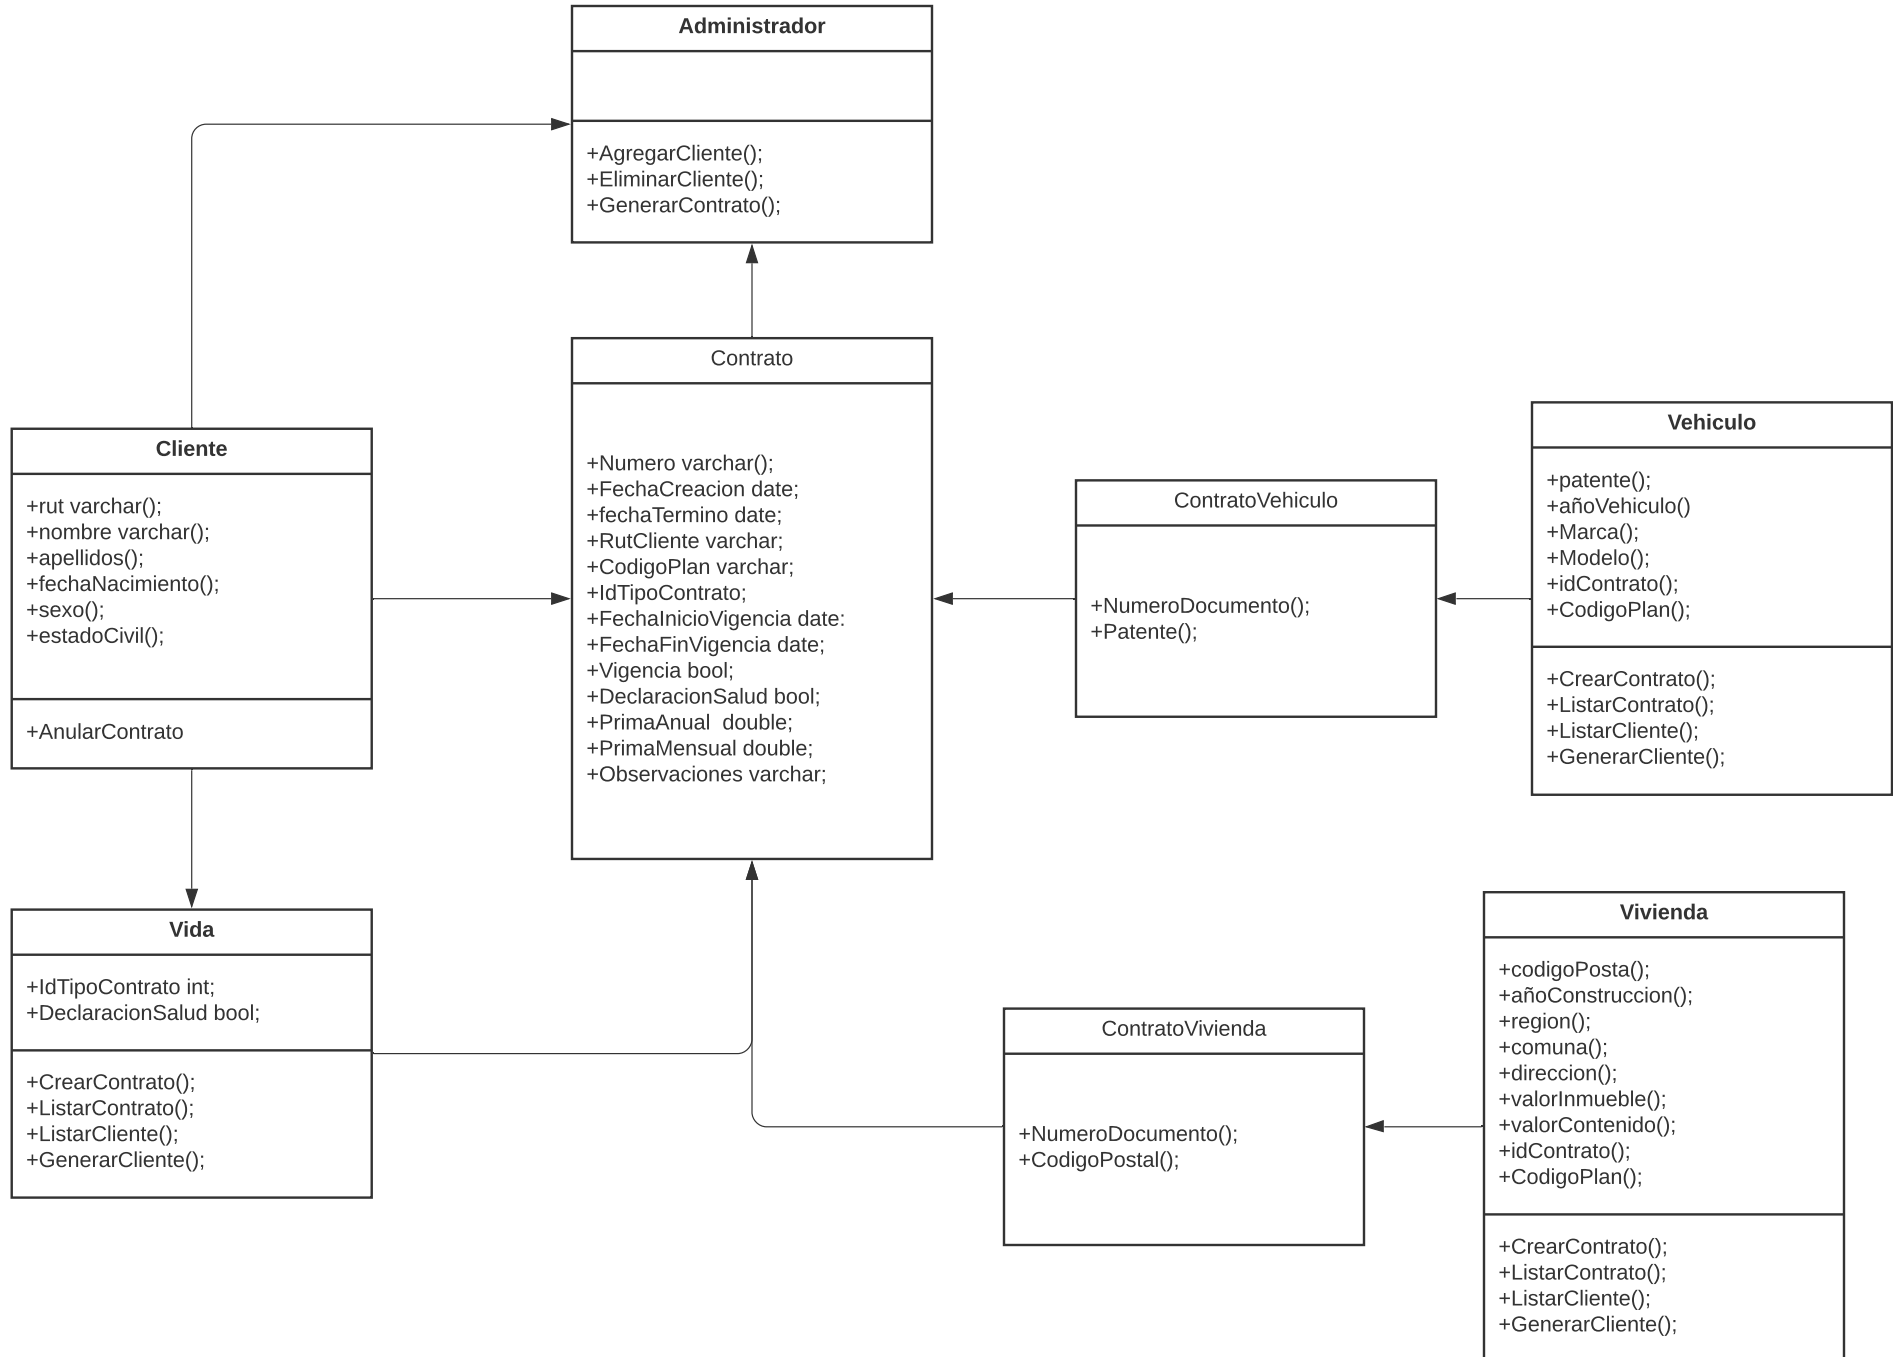 Administrador
+AgregarCliente();
+EliminarCliente();
+GenerarContrato();
Cliente
+rut varchar();
+nombre varchar();
+apellidos();
+fechaNacimiento();
+sexo();
+estadoCivil();
+AnularContrato
Contrato
+Numero varchar();
+FechaCreacion date;
+fechaTermino date;
+RutCliente varchar;
+CodigoPlan varchar;
+IdTipoContrato;
+FechaInicioVigencia date:
+FechaFinVigencia date;
+Vigencia bool;
+DeclaracionSalud bool;
+PrimaAnual  double;
+PrimaMensual double;
+Observaciones varchar;
ContratoVehiculo
+NumeroDocumento();
+Patente();
Vehiculo
+patente();
+añoVehiculo()
+Marca();
+Modelo();
+idContrato();
+CodigoPlan();
+CrearContrato();
+ListarContrato();
+ListarCliente();
+GenerarCliente();
Vida
+IdTipoContrato int;
+DeclaracionSalud bool;
+CrearContrato();
+ListarContrato();
+ListarCliente();
+GenerarCliente();
ContratoVivienda
+NumeroDocumento();
+CodigoPostal();
Vivienda
+codigoPosta();
+añoConstruccion();
+region();
+comuna();
+direccion();
+valorInmueble();
+valorContenido();
+idContrato();
+CodigoPlan();
+CrearContrato();
+ListarContrato();
+ListarCliente();
+GenerarCliente();